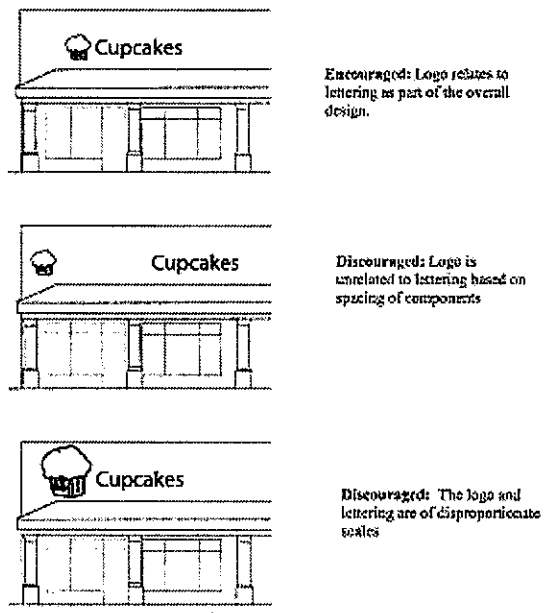 Cupcakes
Encouraged: Logo relates to
lettering as part of the overall
design.
Cupcakes
Discouraged: Logo is
unrelated to lettering based on
spacing of components
Cupcakes
Discouraged: The logo and
lettering are of disproportionate
scales